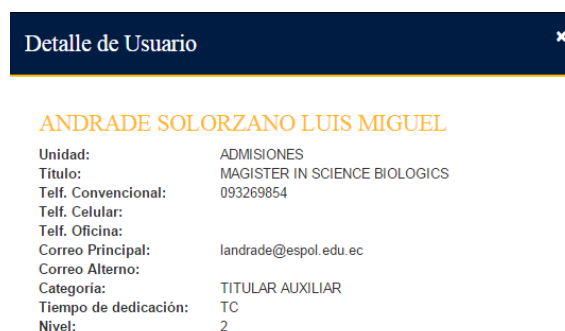 Detalle de Usuario
ANDRADE SOLORZANO LUIS MIGUEL
Unidad: ADMISIONES
Título: MAGISTER IN SCIENCE BIOLOGICS
Telf. Convencional: 093269854
Telf. Celular:
Telf. Oficina:
Correo Principal: landrade@espol.edu.ec
Correo Alterno:
Categoría: TITULAR AUXILIAR
Tiempo de dedicación: TC
Nivel: 2